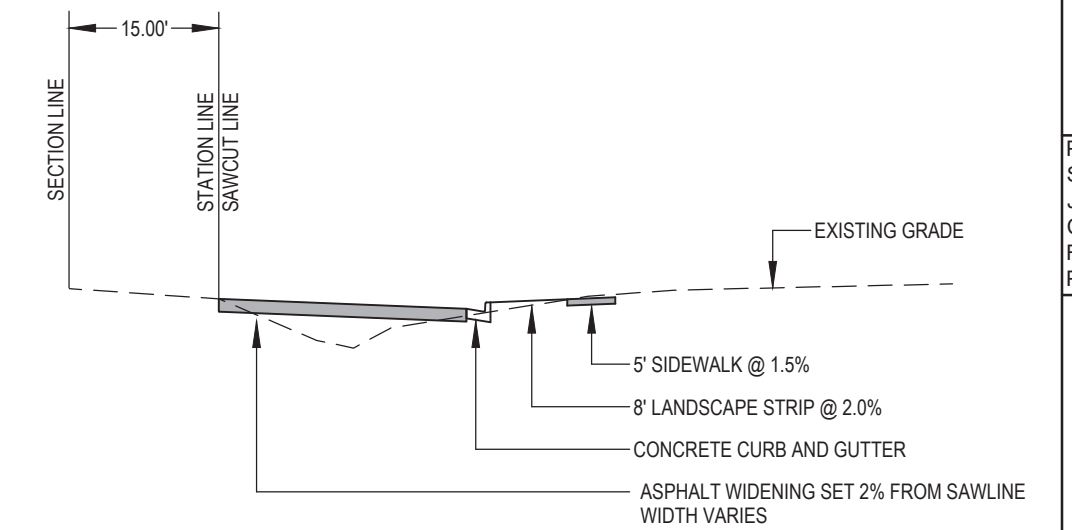 15.00'
SECTION LINE
STATION LINE
SAWCUT LINE
EXISTING GRADE
5' SIDEWALK @ 1.5%
8' LANDSCAPE STRIP @ 2.0%
CONCRETE CURB AND GUTTER
ASPHALT WIDENING SET 2% FROM SAWLINE
WIDTH VARIES